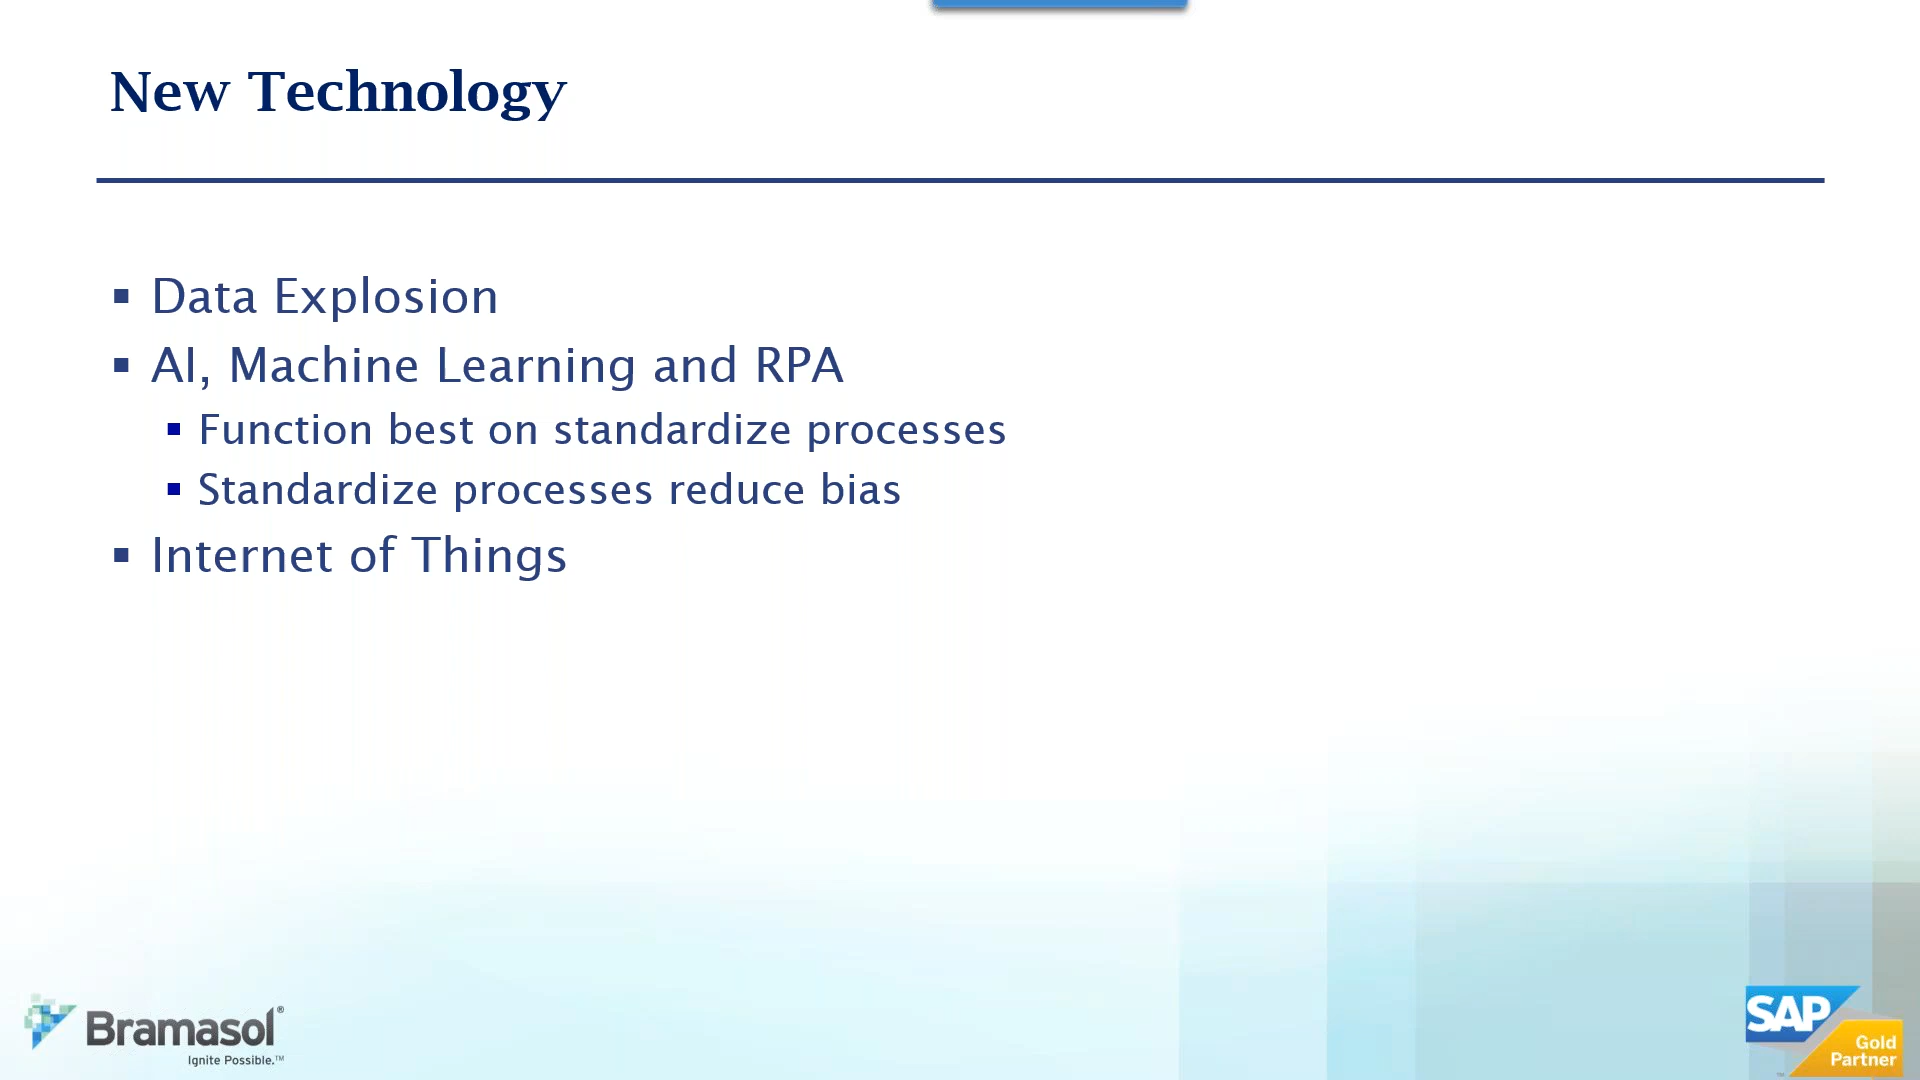 New Technology
▪ Data Explosion
▪ AI, Machine Learning and RPA
▪ Function best on standardize processes
▪ Standardize processes reduce bias
▪ Internet of Things
Bramasol®
Ignite Possible.™
SAP
Gold
Partner
™